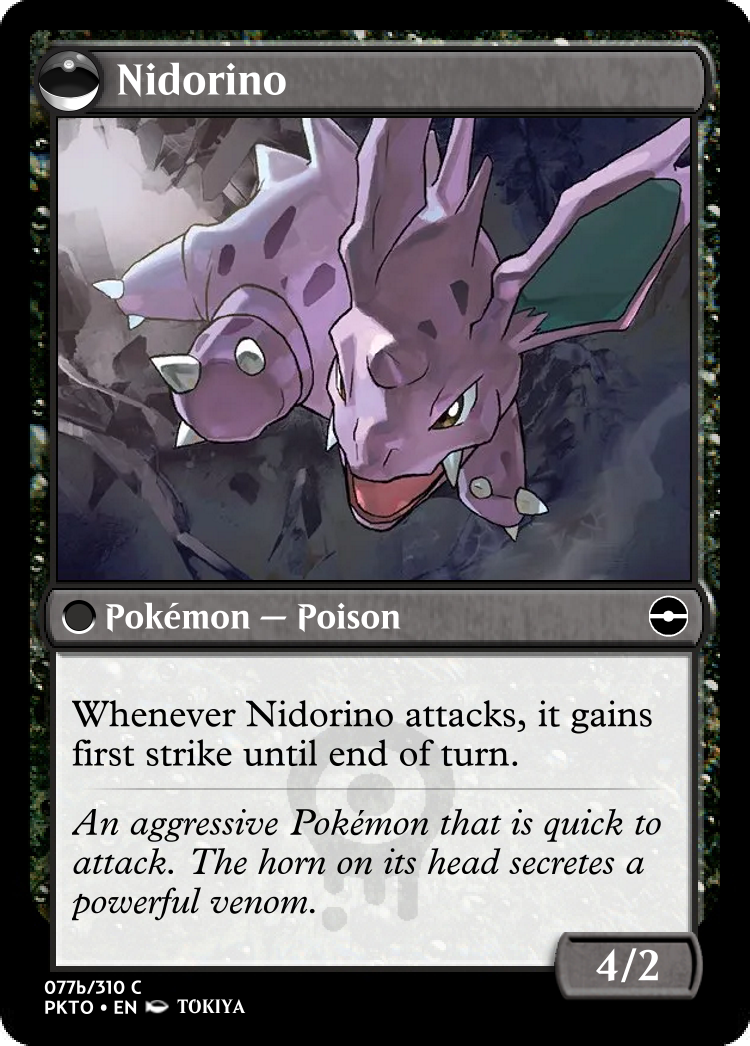 Nidorino
Pokémon — Poison
Whenever Nidorino attacks, it gains
first strike until end of turn.
An aggressive Pokémon that is quick to
attack. The horn on its head secretes a
powerful venom.
4/2
077b/310 C
PKTO • EN TOKIYA